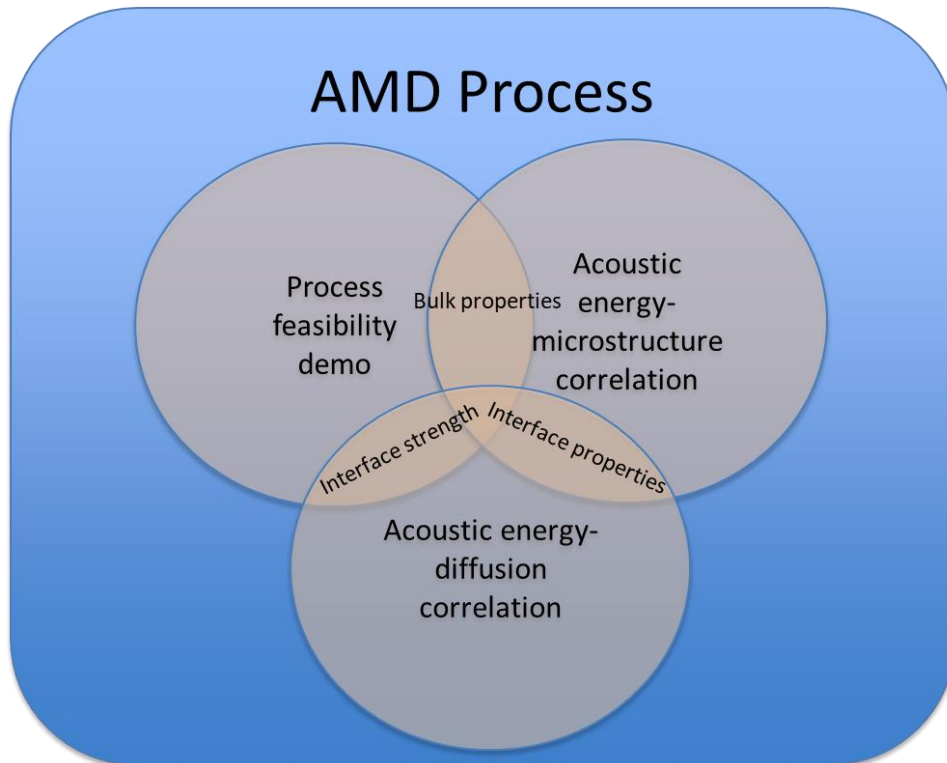 AMD Process
Process
feasibility
demo
Bulk properties
Acoustic
energy-
microstructure
correlation
Interface strength
Interface properties
Acoustic energy-
diffusion
correlation